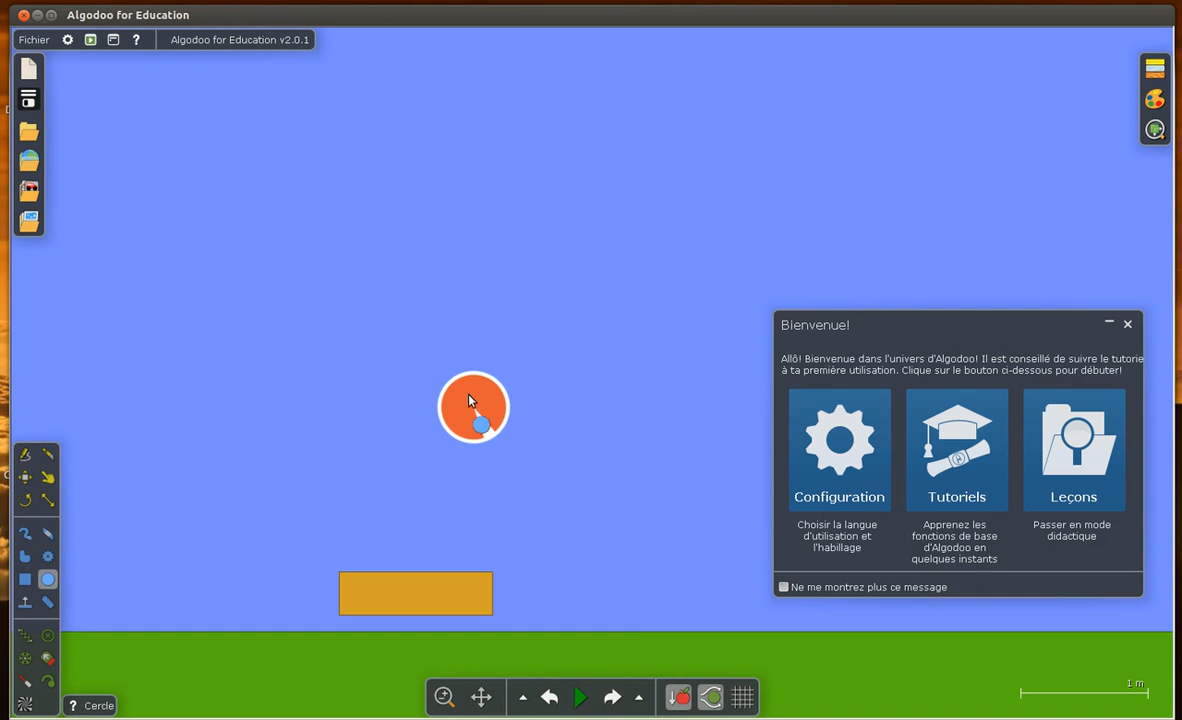 Algodoo for Education
Fichier
?
Algodoo for Education v2.0.1
Bienvenue!
Allô! Bienvenue dans l'univers d'Algodoo! Il est conseillé de suivre le tutorie
à ta première utilisation. Clique sur le bouton ci-dessous pour débuter!
Configuration
Tutoriels
Leçons
Choisir la langue
d'utilisation et
l'habillage
Apprenez les
fonctions de base
d'Algodoo en
quelques instants
Passer en mode
didactique
Ne me montrez plus ce message
1 m
? Cercle